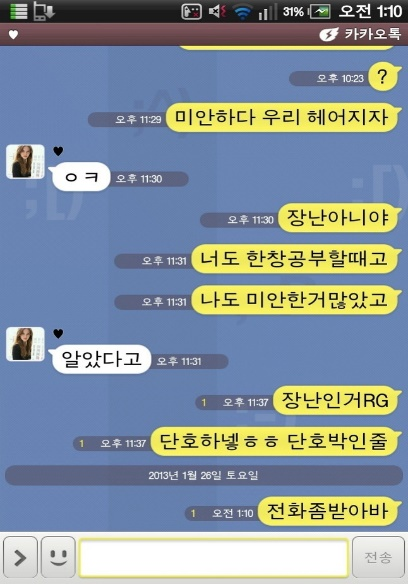 31% 오전 1:10
♥ 카카오톡
오후 10:23 ?
오후 11:29 미안하다 우리 헤어지자
♥
ㅇㅋ 오후 11:30
오후 11:30 장난아니야
오후 11:31 너도 한창공부할때고
오후 11:31 나도 미안한거많았고
♥
알았다고 오후 11:31
1 오후 11:37 장난인거RG
1 오후 11:37 단호하넿ㅎㅎ 단호박인줄
2013년 1월 26일 토요일
1 오전 1:10 전화좀받아바
전송